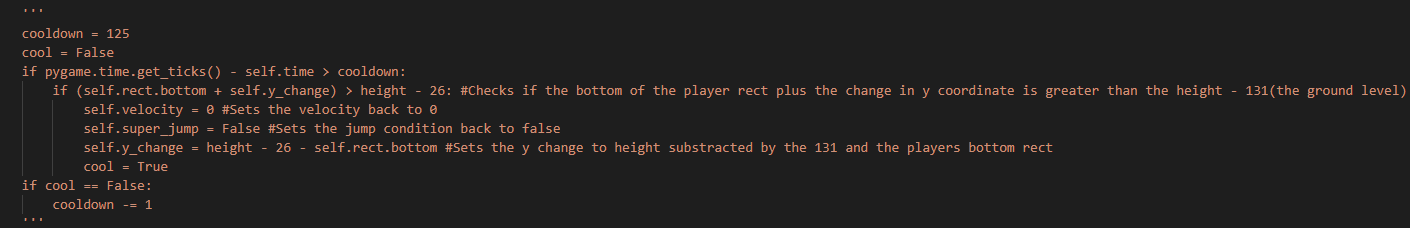 '''
cooldown = 125
cool = False
if pygame.time.get_ticks() - self.time > cooldown:
    if (self.rect.bottom + self.y_change) > height - 26: #Checks if the bottom of the player rect plus the change in y coordinate is greater than the height - 131(the ground level)
        self.velocity = 0 #Sets the velocity back to 0
        self.super_jump = False #Sets the jump condition back to false
        self.y_change = height - 26 - self.rect.bottom #Sets the y change to height substracted by the 131 and the players bottom rect
        cool = True
if cool == False:
    cooldown -= 1
'''